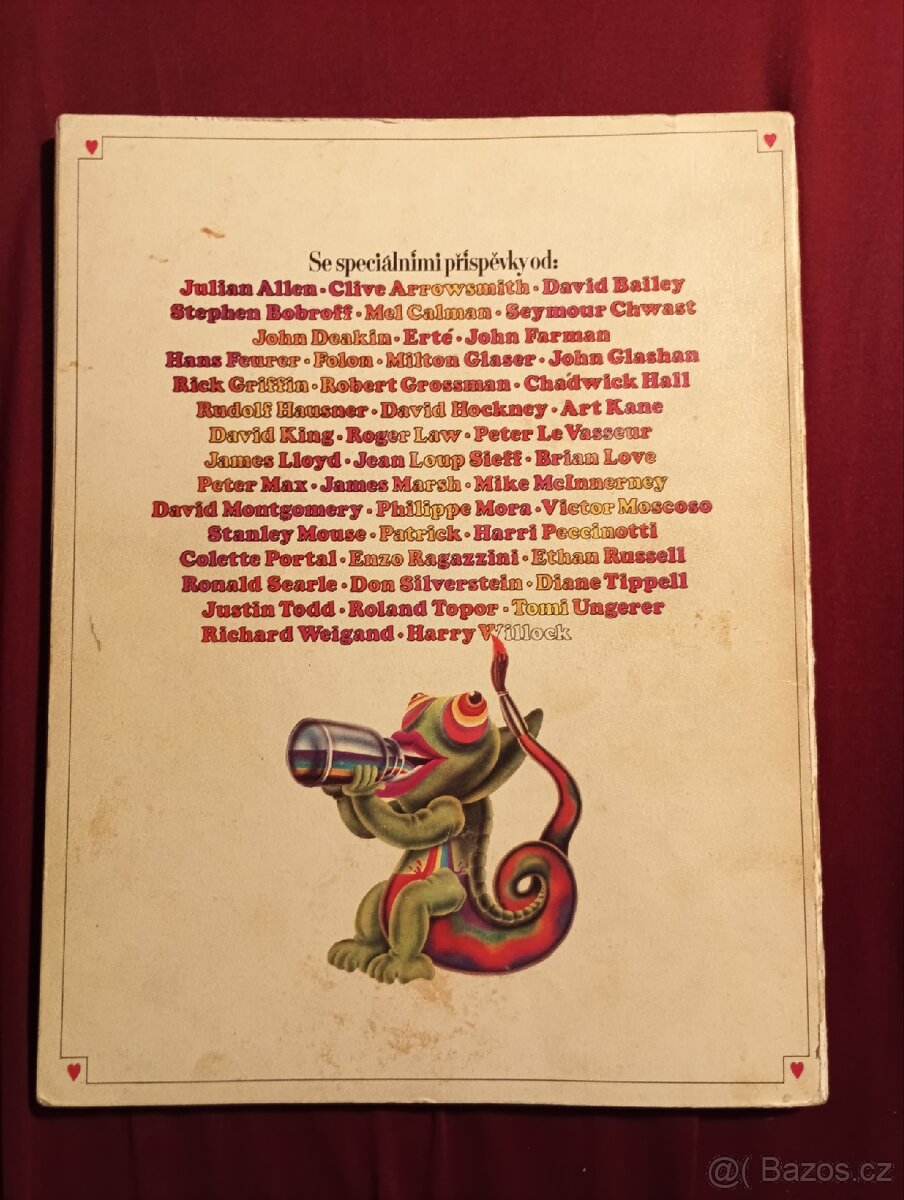 Se speciálními příspěvky od:
Julian Allen • Clive Arrowsmith • David Bailey
Stephen Bobroff • Mel Calman • Seymour Chwast
John Deakin • Erté • John Farman
Hans Feurer • Folon • Milton Glaser • John Glashan
Rick Griffin • Robert Grossman • Chadwick Hall
Rudolf Hausner • David Hockney • Art Kane
David King • Roger Law • Peter Le Vasseur
James Lloyd • Jean Loup Sieff • Brian Love
Peter Max • James Marsh • Mike McInnerney
David Montgomery • Philippe Mora • Victor Moscoso
Stanley Mouse • Patrick • Harri Peccinotti
Colette Portal • Enzo Ragazzini • Ethan Russell
Ronald Searle • Don Silverstein • Diane Tippell
Justin Todd • Roland Topor • Tomi Ungerer
Richard Weigand • Harry Willock
@( Bazos.cz